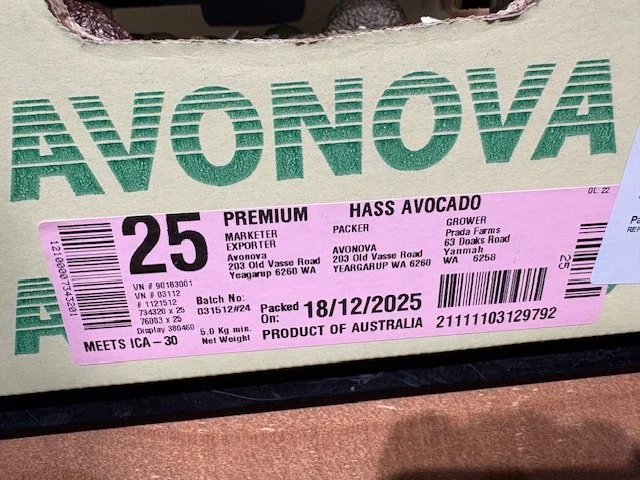 AVONOVA
OL: 22
25 PREMIUM HASS AVOCADO
MARKETER
EXPORTER
Avonova
203 Old Vasse Road
Yeagarup 6260 WA
PACKER
AVONOVA
203 Old Vasse Road
YEARGARUP WA 6260
GROWER
Prada Farms
63 Doaks Road
Yanmah
WA 6258
25
VN # 90183001
VN # 03112
# 1121512
734320 x 25
76083 x 25
Display 380460
Batch No:
031512#24
5.0 Kg min.
Net Weight
Packed
On:
18/12/2025
PRODUCT OF AUSTRALIA
21111103129792
MEETS ICA-30
Pa
REF